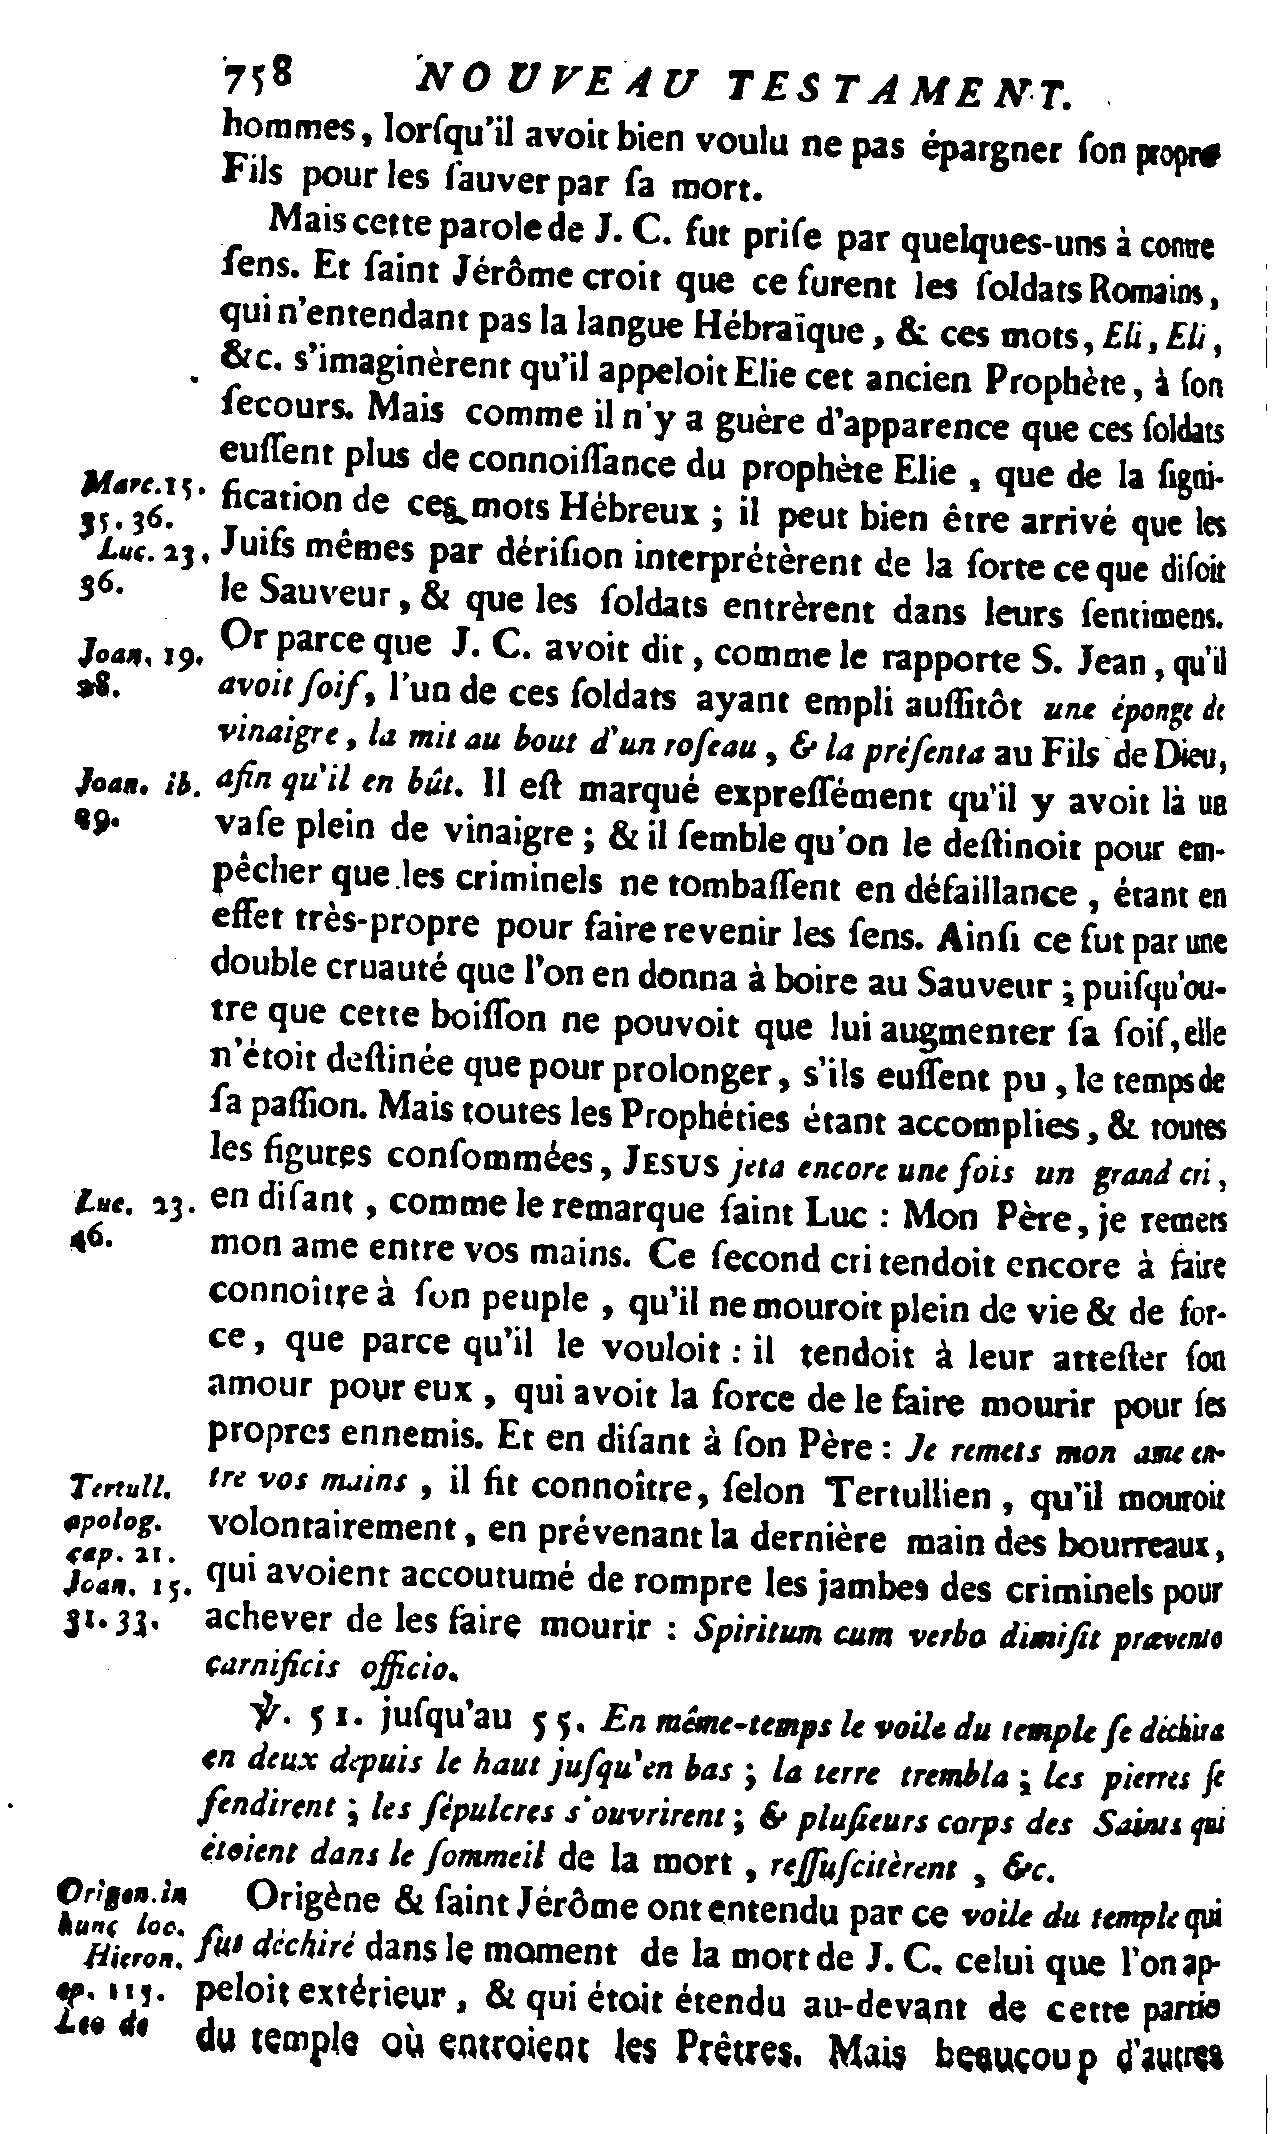 758 NOUVEAU TESTAMENT.
hommes, lorſqu'il avoit bien voulu ne pas épargner ſon propre
Fils pour les ſauver par ſa mort.
Mais cette parole de J. C. fut priſe par quelques-uns à contre
ſens. Et ſaint Jérôme croit que ce furent les ſoldats Romains,
qui n'entendant pas la langue Hébraïque, & ces mots, Eli, Eli,
&c. s'imaginèrent qu'il appeloit Elie cet ancien Prophète, à ſon
ſecours. Mais comme il n'y a guère d'apparence que ces ſoldats
euſſent plus de connoiſſance du prophète Elie, que de la ſigni-
Marc. 15. fication de ces mots Hébreux ; il peut bien être arrivé que les
35. 36.
Luc. 23. Juifs mêmes par dériſion interprétèrent de la ſorte ce que diſoit
36. le Sauveur, & que les ſoldats entrèrent dans leurs ſentimens.
Joan. 19. Or parce que J. C. avoit dit, comme le rapporte S. Jean, qu'il
28. avoit ſoif, l'un de ces ſoldats ayant empli auſſitôt une éponge de
vinaigre, la mit au bout d'un roſeau, & la préſenta au Fils de Dieu,
Joan. ib. afin qu'il en bût. Il eſt marqué expreſſément qu'il y avoit là un
29. vaſe plein de vinaigre ; & il ſemble qu'on le deſtinoit pour em-
pêcher que les criminels ne tombaſſent en défaillance, étant en
effet très-propre pour faire revenir les ſens. Ainſi ce fut par une
double cruauté que l'on en donna à boire au Sauveur ; puiſqu'ou-
tre que cette boiſſon ne pouvoit que lui augmenter ſa ſoif, elle
n'étoit deſtinée que pour prolonger, s'ils euſſent pu, le temps de
ſa paſſion. Mais toutes les Prophéties étant accomplies, & toutes
les figures conſommées, JESUS jeta encore une fois un grand cri,
Luc. 23. en diſant, comme le remarque ſaint Luc : Mon Père, je remets
46. mon ame entre vos mains. Ce ſecond cri tendoit encore à faire
connoître à ſon peuple, qu'il ne mouroit plein de vie & de for-
ce, que parce qu'il le vouloit : il tendoit à leur atteſter ſon
amour pour eux, qui avoit la force de le faire mourir pour ſes
propres ennemis. Et en diſant à ſon Père : Je remets mon ame en-
Tertull. tre vos mains, il fit connoître, ſelon Tertullien, qu'il mouroit
apolog. volontairement, en prévenant la dernière main des bourreaux,
cap. 21.
Joan. 15. qui avoient accoutumé de rompre les jambes des criminels pour
31. 33. achever de les faire mourir : Spiritum cum verbo dimiſit prævento
carnificis officio.
℣. 51. juſqu'au 55. En même-temps le voile du temple ſe déchira
en deux depuis le haut juſqu'en bas ; la terre trembla ; les pierres ſe
fendirent ; les ſépulcres s'ouvrirent ; & pluſieurs corps des Saints qui
étoient dans le ſommeil de la mort, reſſuſcitèrent, &c.
Origen. in Origène & ſaint Jérôme ont entendu par ce voile du temple qui
hunc loc.
Hieron. fut déchiré dans le moment de la mort de J. C. celui que l'on ap-
ep. 115. peloit extérieur, & qui étoit étendu au-devant de cette partie
Leo de du temple où entroient les Prêtres. Mais beaucoup d'autres